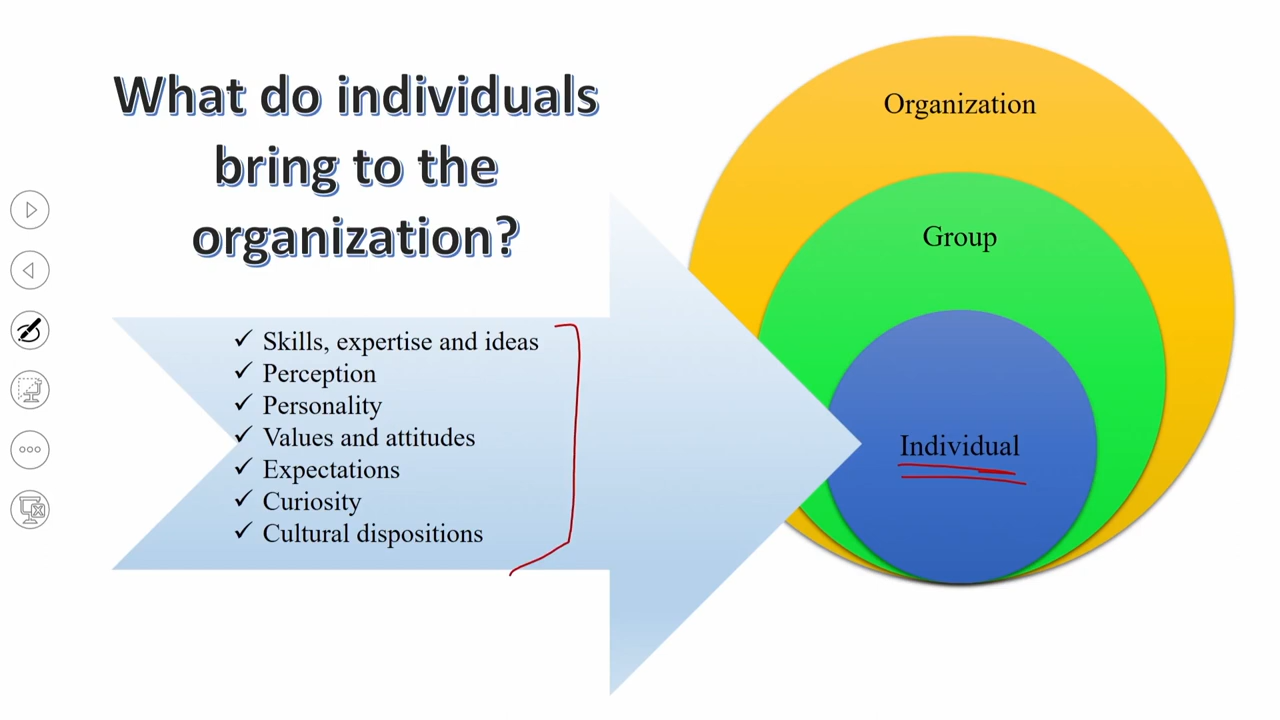 What do individuals
bring to the
organization?
✓ Skills, expertise and ideas
✓ Perception
✓ Personality
✓ Values and attitudes
✓ Expectations
✓ Curiosity
✓ Cultural dispositions
Organization
Group
Individual